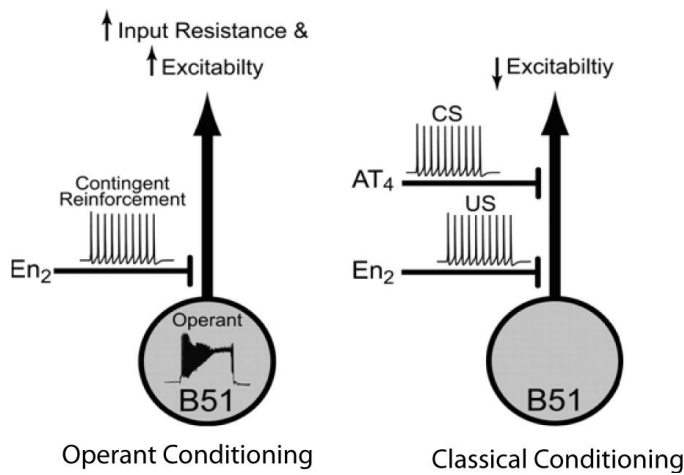 ↑ Input Resistance &
↑ Excitabilty
Contingent
Reinforcement
En2
Operant
B51
Operant Conditioning
↓ Excitabiltiy
CS
AT4
US
En2
B51
Classical Conditioning